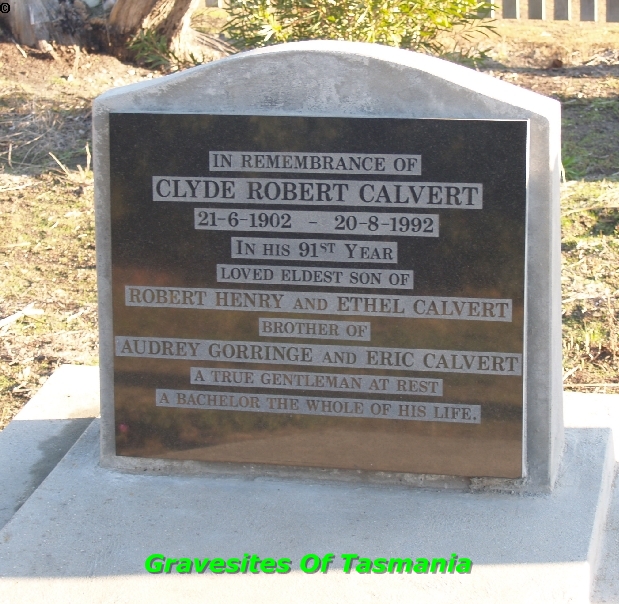 ©
IN REMEMBRANCE OF
CLYDE ROBERT CALVERT
21-6-1902 - 20-8-1992
IN HIS 91ST YEAR
LOVED ELDEST SON OF
ROBERT HENRY AND ETHEL CALVERT
BROTHER OF
AUDREY GORRINGE AND ERIC CALVERT
A TRUE GENTLEMAN AT REST
A BACHELOR THE WHOLE OF HIS LIFE.
Gravesites Of Tasmania